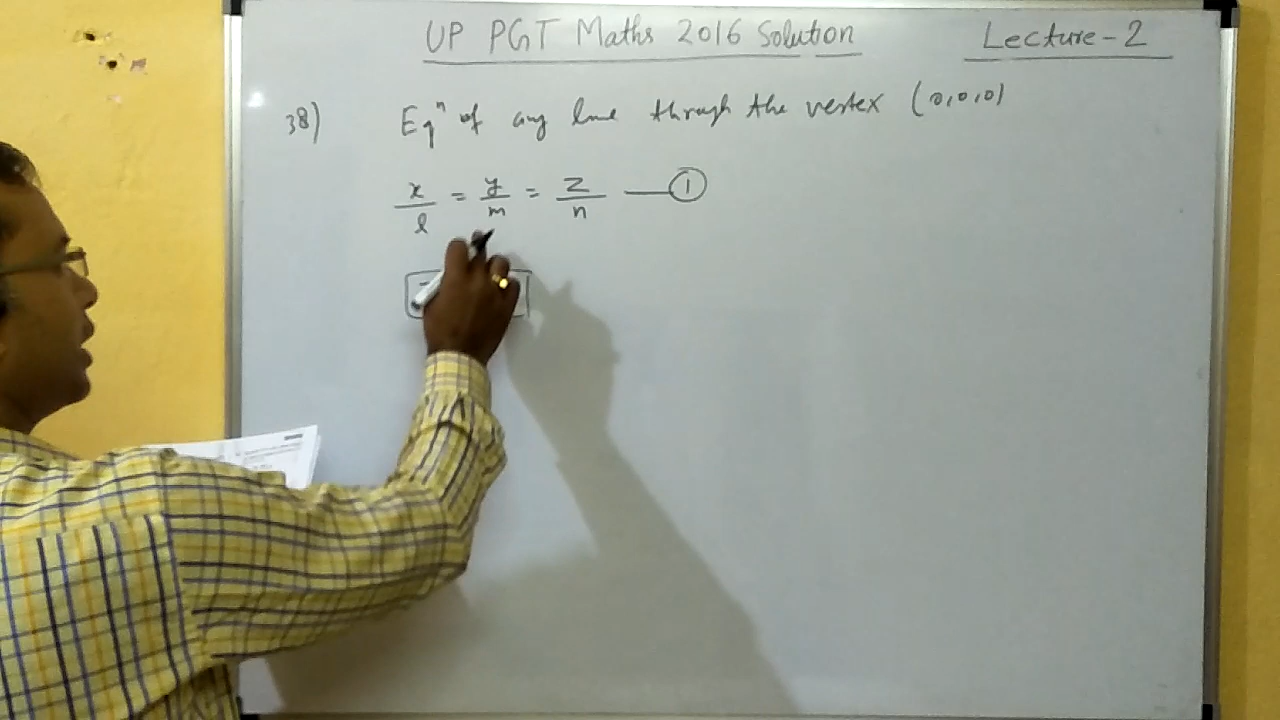 UP PGT Maths 2016 Solution Lecture-2
38) Eqⁿ of any line through the vertex (0,0,0)
x/l = y/m = z/n —①